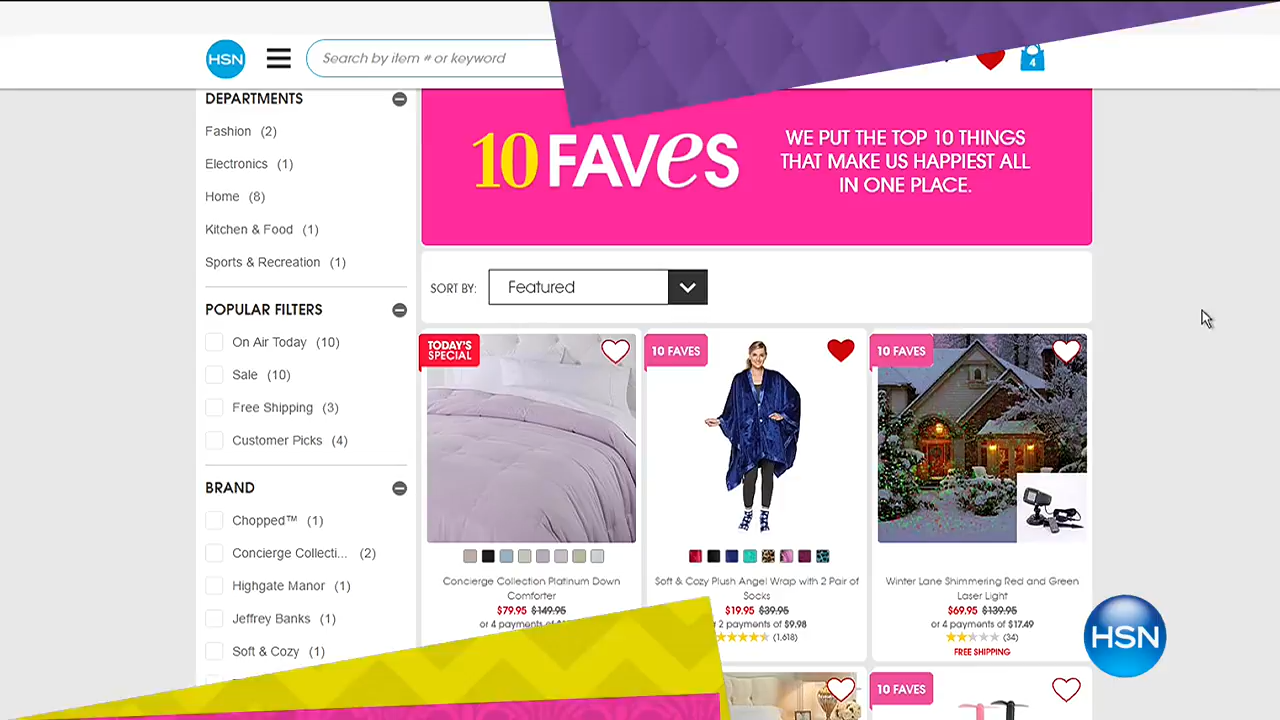 HSN
Search by item # or keyword
4
DEPARTMENTS
Fashion (2)
Electronics (1)
Home (8)
Kitchen & Food (1)
Sports & Recreation (1)
POPULAR FILTERS
On Air Today (10)
Sale (10)
Free Shipping (3)
Customer Picks (4)
BRAND
Chopped™ (1)
Concierge Collecti... (2)
Highgate Manor (1)
Jeffrey Banks (1)
Soft & Cozy (1)
10 FAVeS
WE PUT THE TOP 10 THINGS
THAT MAKE US HAPPIEST ALL
IN ONE PLACE.
SORT BY: Featured
TODAY'S
SPECIAL
Concierge Collection Platinum Down
Comforter
$79.95 $149.95
or 4 payments of
10 FAVES
Soft & Cozy Plush Angel Wrap with 2 Pair of
Socks
$19.95 $39.95
2 payments of $9.98
(1,618)
10 FAVES
Winter Lane Shimmering Red and Green
Laser Light
$69.95 $139.95
or 4 payments of $17.49
(34)
FREE SHIPPING
10 FAVES
HSN